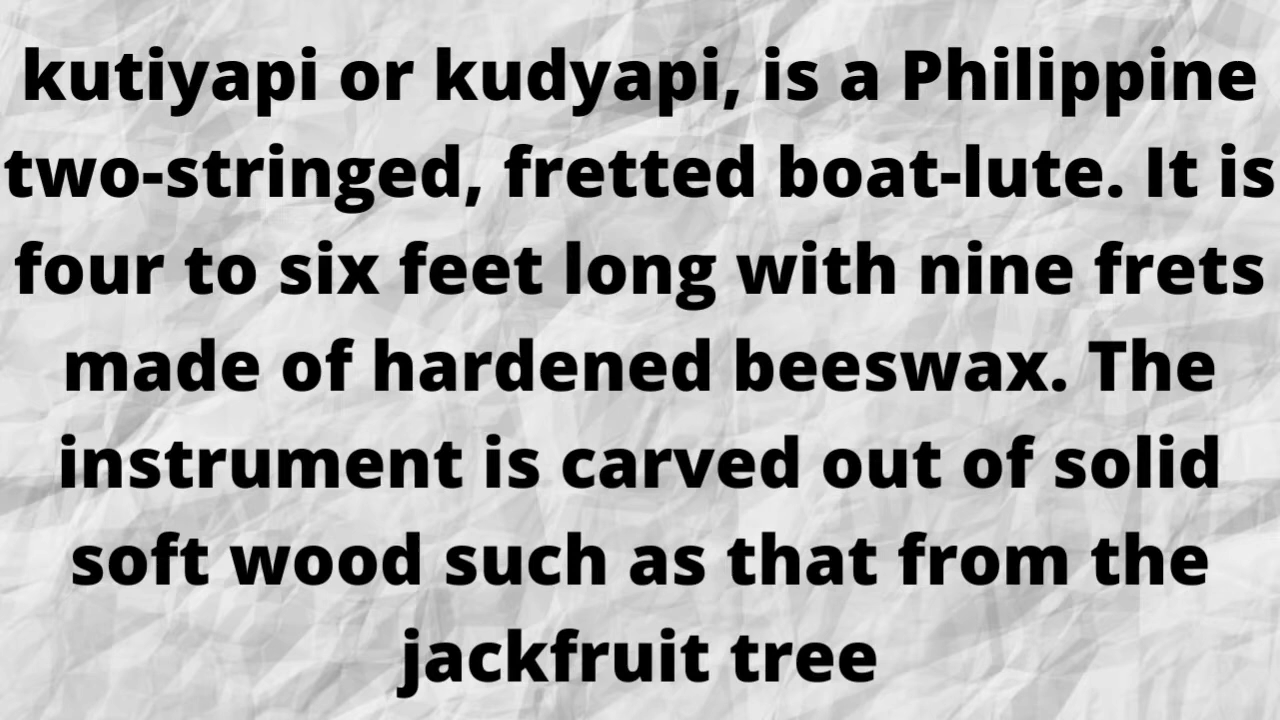 kutiyapi or kudyapi, is a Philippine
two-stringed, fretted boat-lute. It is
four to six feet long with nine frets
made of hardened beeswax. The
instrument is carved out of solid
soft wood such as that from the
jackfruit tree